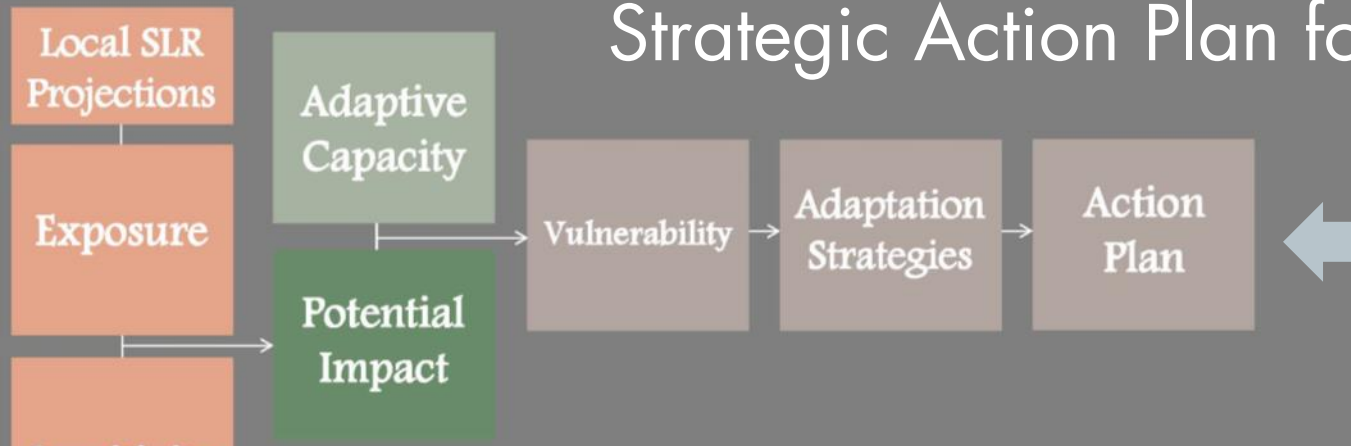 Strategic Action Plan fo
Local SLR
Projections
Exposure
Adaptive
Capacity
Potential
Impact
Vulnerability
Adaptation
Strategies
Action
Plan